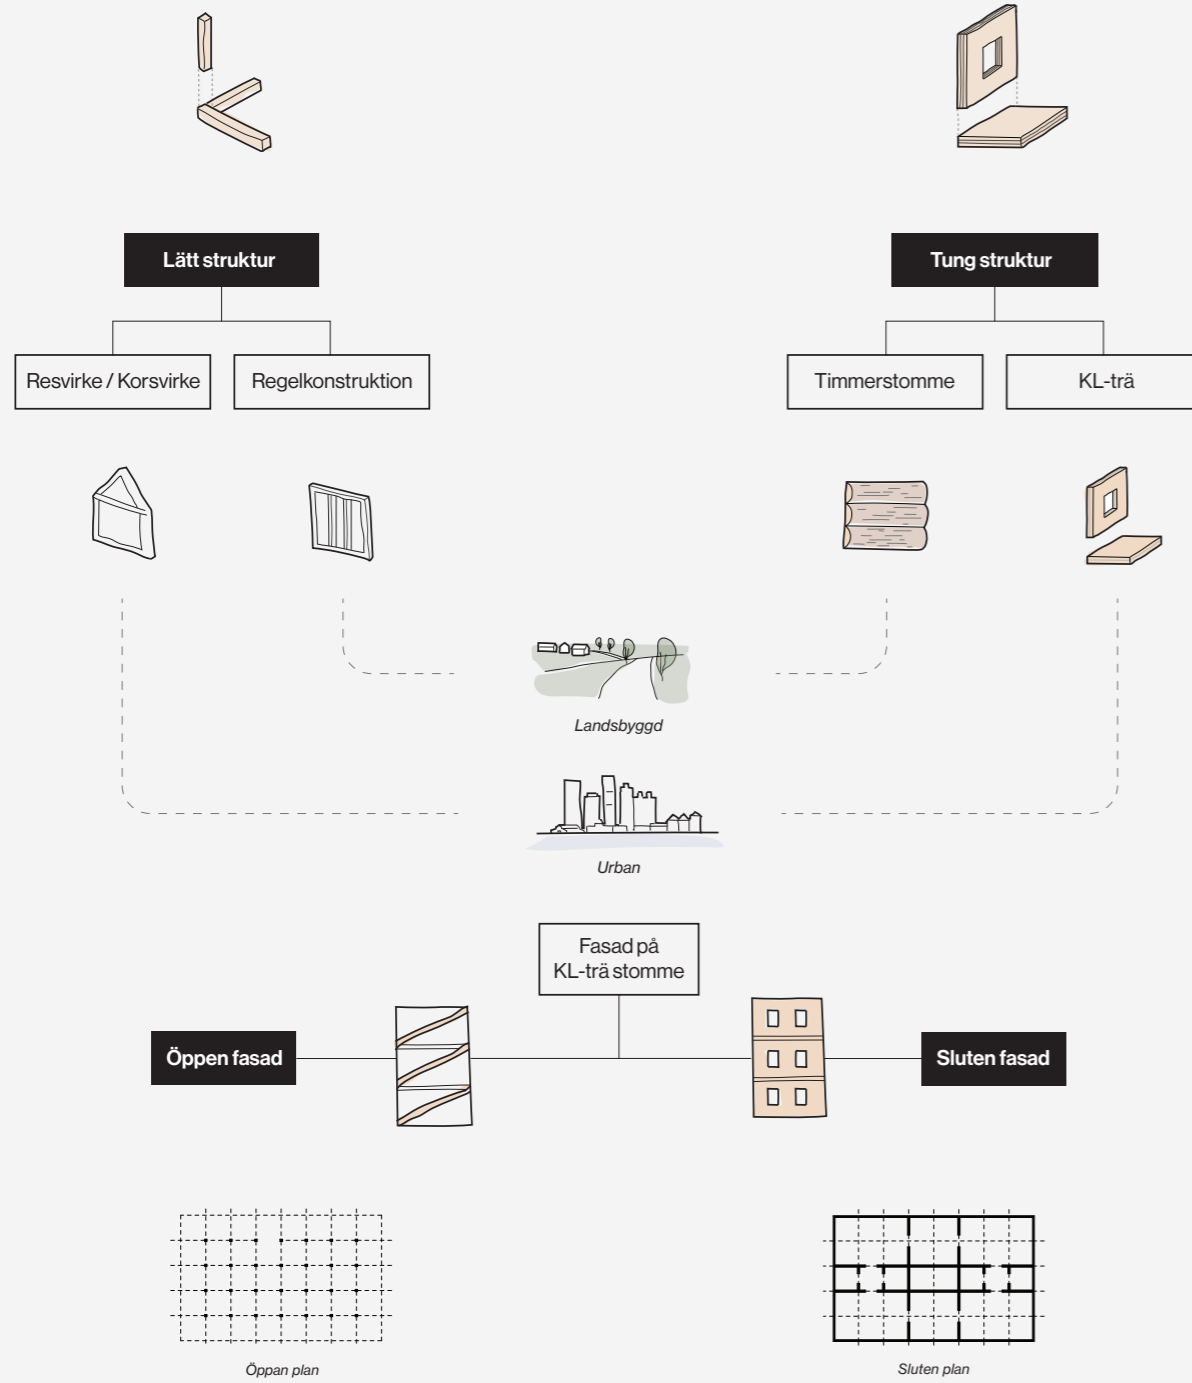 Lätt struktur
Tung struktur
Resvirke / Korsvirke
Regelkonstruktion
Timmerstomme
KL-trä
Landsbyggd
Urban
Fasad på
KL-trä stomme
Öppen fasad
Sluten fasad
Öppan plan
Sluten plan